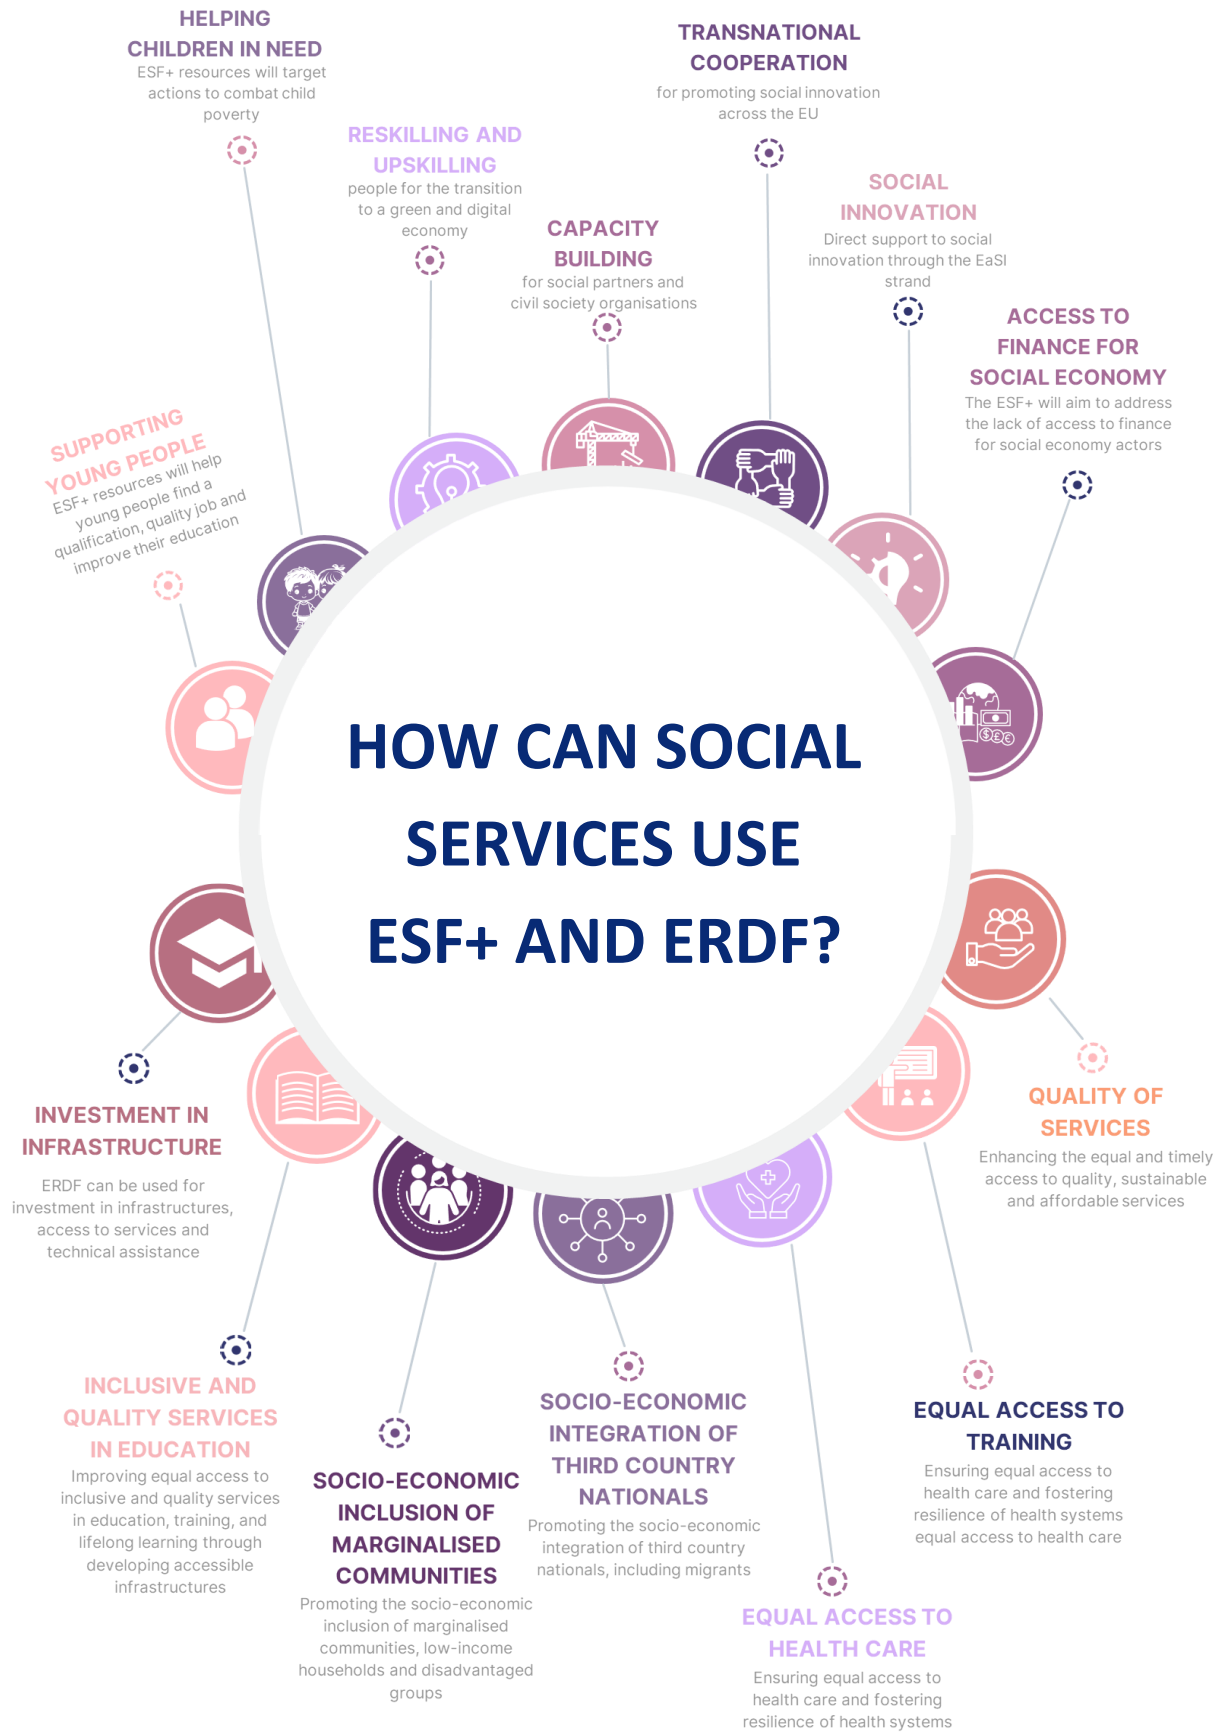 HELPING
CHILDREN IN NEED
ESF+ resources will target
actions to combat child
poverty
TRANSNATIONAL
COOPERATION
for promoting social innovation
across the EU
RESKILLING AND
UPSKILLING
people for the transition
to a green and digital
economy
SOCIAL
INNOVATION
Direct support to social
innovation through the EaSI
strand
CAPACITY
BUILDING
for social partners and
civil society organisations
ACCESS TO
FINANCE FOR
SOCIAL ECONOMY
The ESF+ will aim to address
the lack of access to finance
for social economy actors
SUPPORTING
YOUNG PEOPLE
ESF+ resources will help
young people find a
qualification, quality job and
improve their education
HOW CAN SOCIAL
SERVICES USE
ESF+ AND ERDF?
INVESTMENT IN
INFRASTRUCTURE
ERDF can be used for
investment in infrastructures,
access to services and
technical assistance
QUALITY OF
SERVICES
Enhancing the equal and timely
access to quality, sustainable
and affordable services
INCLUSIVE AND
QUALITY SERVICES
IN EDUCATION
Improving equal access to
inclusive and quality services
in education, training, and
lifelong learning through
developing accessible
infrastructures
SOCIO-ECONOMIC
INCLUSION OF
MARGINALISED
COMMUNITIES
Promoting the socio-economic
inclusion of marginalised
communities, low-income
households and disadvantaged
groups
SOCIO-ECONOMIC
INTEGRATION OF
THIRD COUNTRY
NATIONALS
Promoting the socio-economic
integration of third country
nationals, including migrants
EQUAL ACCESS TO
TRAINING
Ensuring equal access to
health care and fostering
resilience of health systems
equal access to health care
EQUAL ACCESS TO
HEALTH CARE
Ensuring equal access to
health care and fostering
resilience of health systems